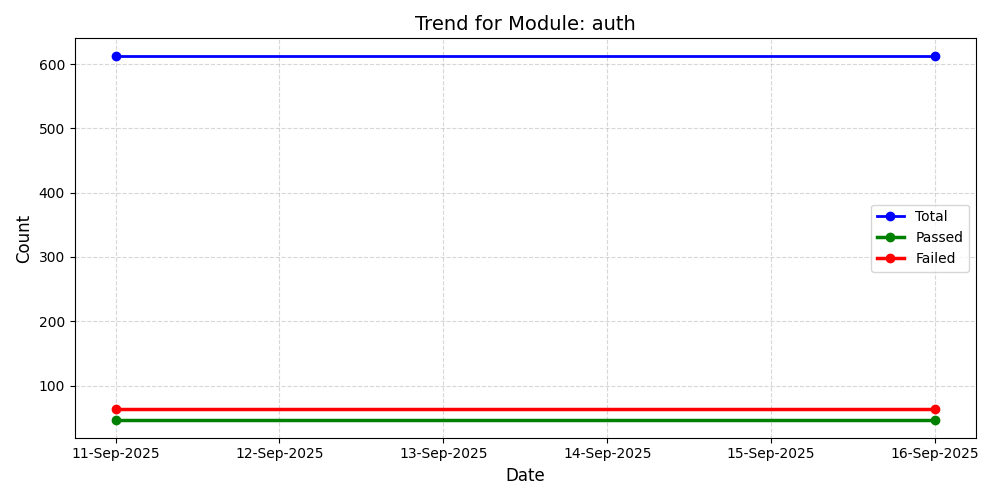 Trend for Module: auth
600
500
400
300
200
100
Count
Total
Passed
Failed
11-Sep-2025
12-Sep-2025
13-Sep-2025
14-Sep-2025
15-Sep-2025
16-Sep-2025
Date